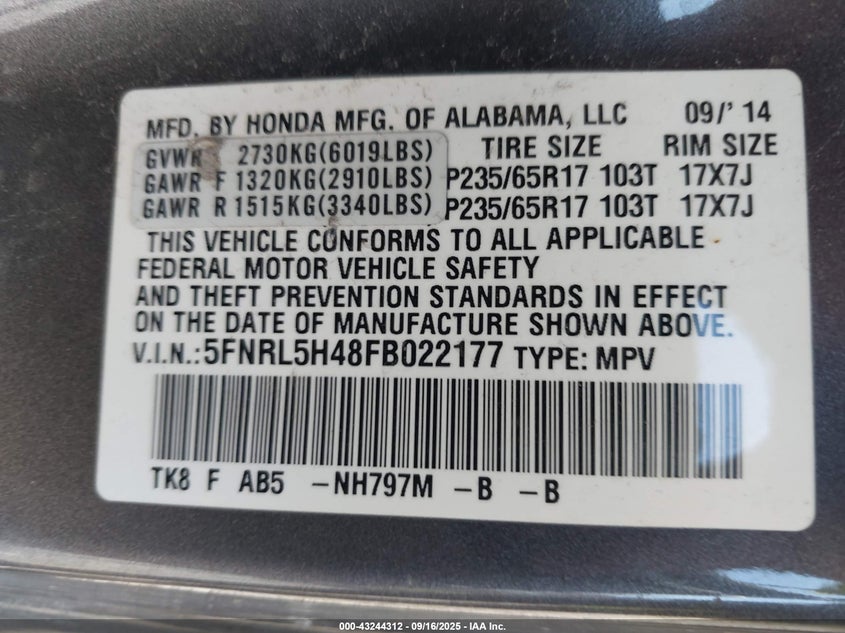 MFD. BY HONDA MFG. OF ALABAMA, LLC 09/' 14
GVWR 2730KG(6019LBS) TIRE SIZE RIM SIZE
GAWR F 1320KG(2910LBS) P235/65R17 103T 17X7J
GAWR R 1515KG(3340LBS) P235/65R17 103T 17X7J
THIS VEHICLE CONFORMS TO ALL APPLICABLE
FEDERAL MOTOR VEHICLE SAFETY
AND THEFT PREVENTION STANDARDS IN EFFECT
ON THE DATE OF MANUFACTURE SHOWN ABOVE.
V.I.N.:5FNRL5H48FB022177 TYPE: MPV
TK8 F AB5 -NH797M -B -B
000-43244312 - 09/16/2025 - IAA Inc.